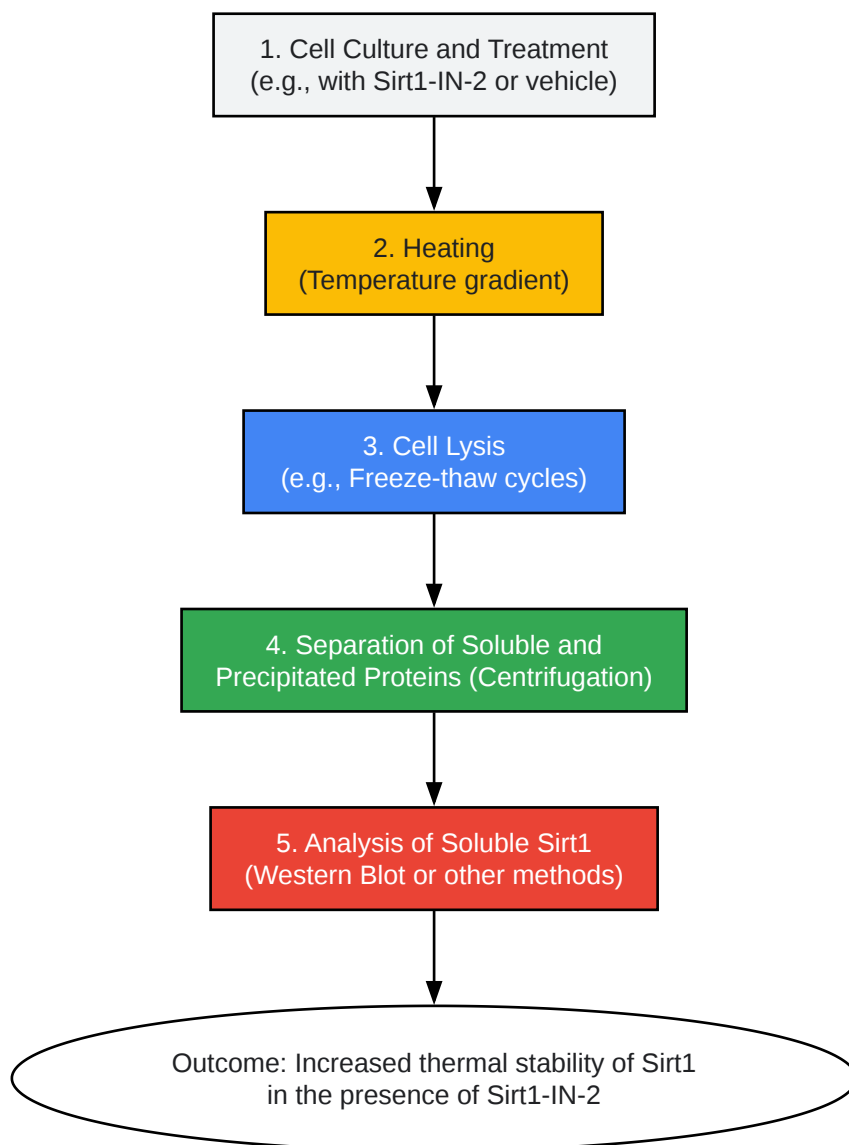 1. Cell Culture and Treatment
(e.g., with Sirt1-IN-2 or vehicle)
2. Heating
(Temperature gradient)
3. Cell Lysis
(e.g., Freeze-thaw cycles)
4. Separation of Soluble and
Precipitated Proteins (Centrifugation)
5. Analysis of Soluble Sirt1
(Western Blot or other methods)
Outcome: Increased thermal stability of Sirt1
in the presence of Sirt1-IN-2